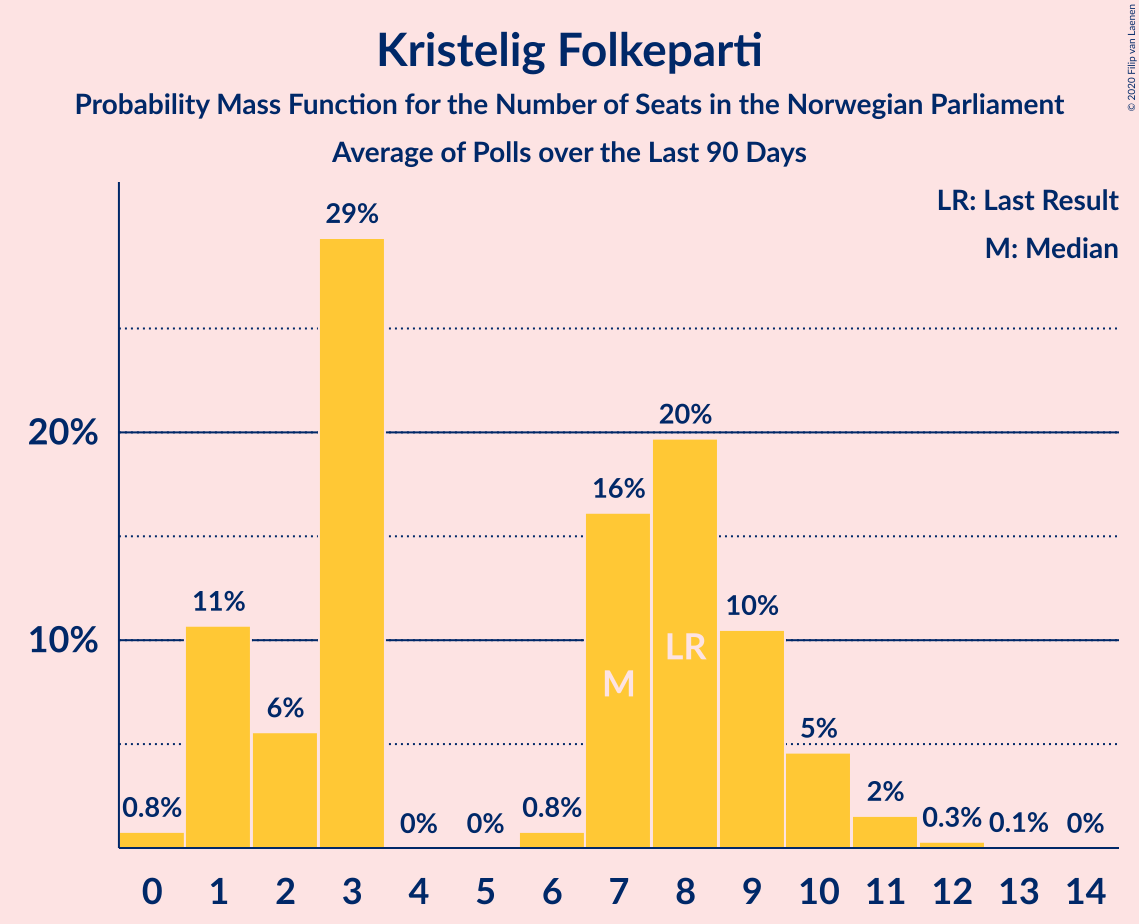 Kristelig Folkeparti
Probability Mass Function for the Number of Seats in the Norwegian Parliament
Average of Polls over the Last 90 Days
© 2020 Filip van Laenen
LR: Last Result
M: Median
29%
20%
20%
16%
11%
10%
10%
LR
M
6%
5%
2%
0.8%
0%
0%
0.8%
0.3%
0.1%
0%
0 1 2 3 4 5 6 7 8 9 10 11 12 13 14